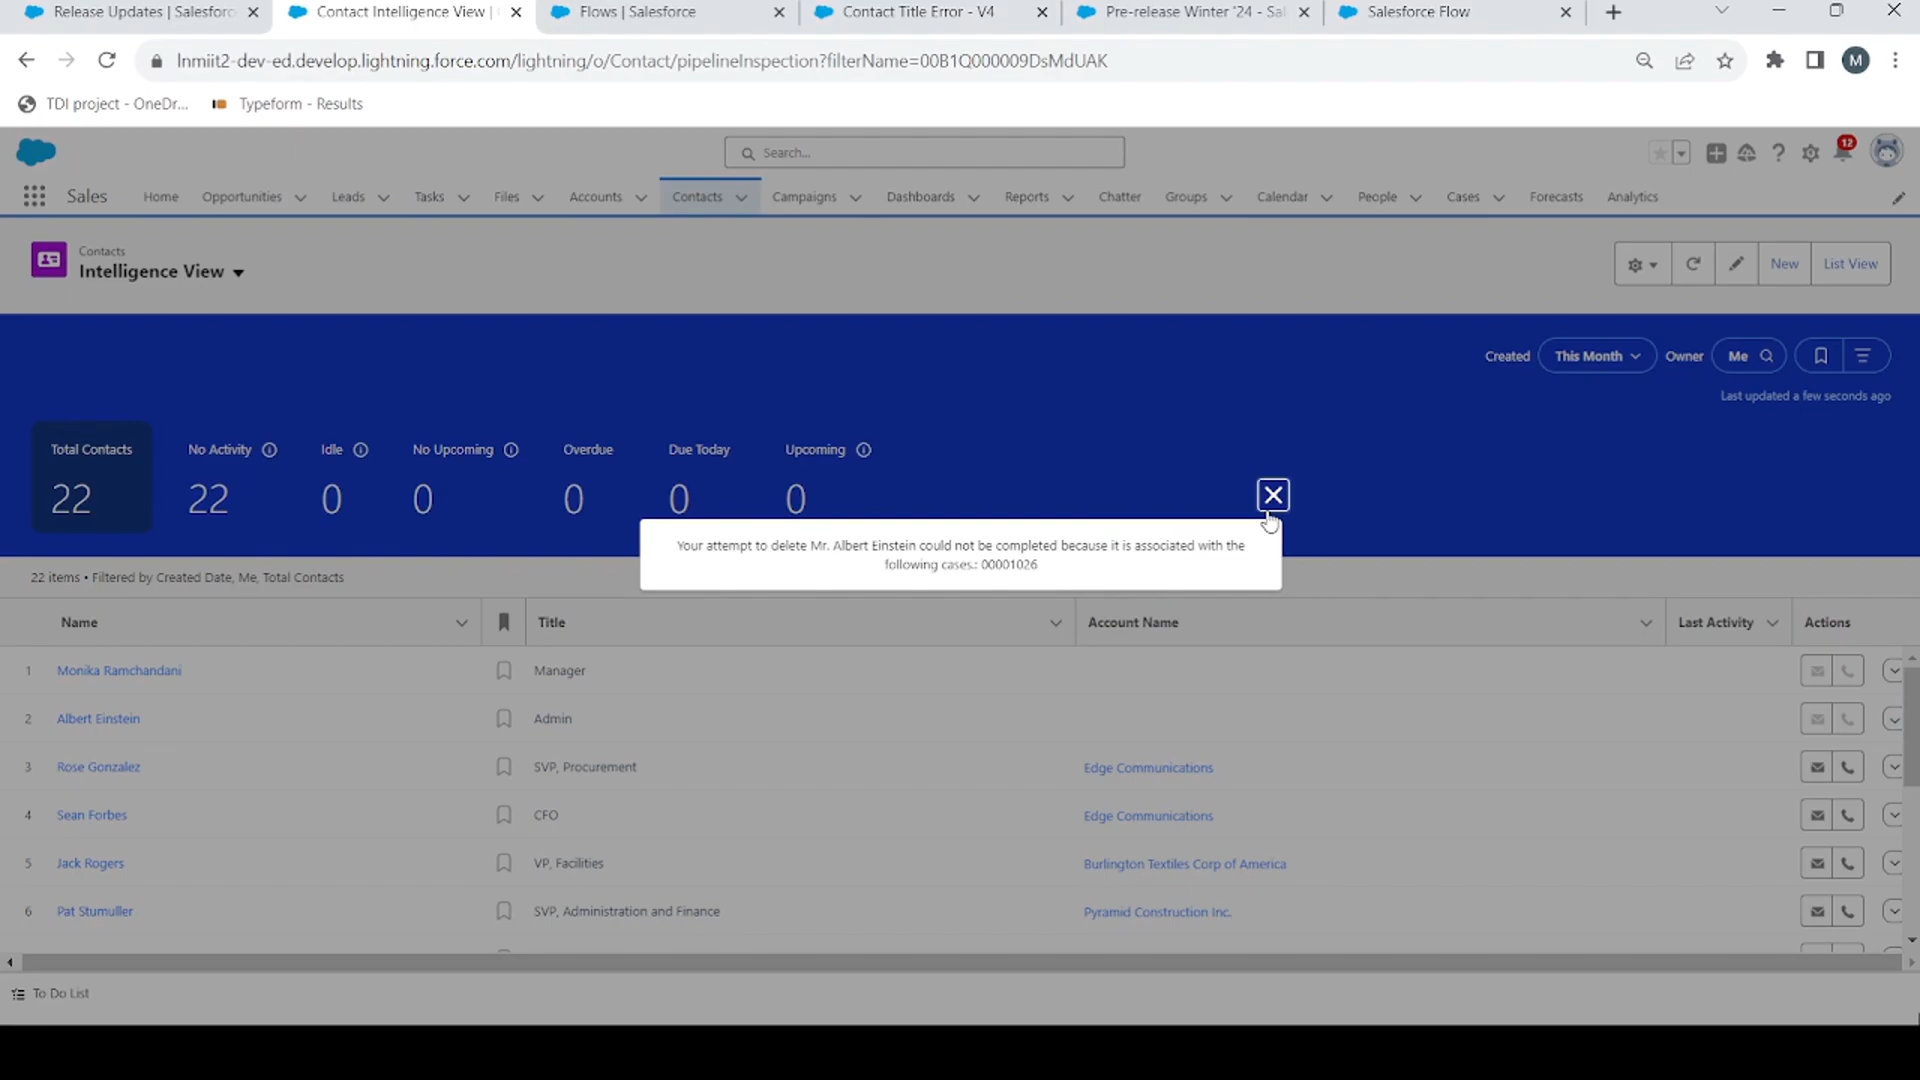 Release Updates | Salesforc
Contact Intelligence View |
Flows | Salesforce
Contact Title Error - V4
Pre-release Winter '24 - Sal
Salesforce Flow
lnmiit2-dev-ed.develop.lightning.force.com/lightning/o/Contact/pipelineInspection?filterName=00B1Q000009DsMdUAK
M
TDI project - OneDr...
Typeform - Results
Search...
12
Sales
Home
Opportunities
Leads
Tasks
Files
Accounts
Contacts
Campaigns
Dashboards
Reports
Chatter
Groups
Calendar
People
Cases
Forecasts
Analytics
Contacts
Intelligence View
New
List View
Created
This Month
Owner
Me
Last updated a few seconds ago
Total Contacts
22
No Activity
22
Idle
0
No Upcoming
0
Overdue
0
Due Today
0
Upcoming
0
Your attempt to delete Mr. Albert Einstein could not be completed because it is associated with the
following cases.: 00001026
22 items • Filtered by Created Date, Me, Total Contacts
Name
Title
Account Name
Last Activity
Actions
1 Monika Ramchandani Manager
2 Albert Einstein Admin
3 Rose Gonzalez SVP, Procurement Edge Communications
4 Sean Forbes CFO Edge Communications
5 Jack Rogers VP, Facilities Burlington Textiles Corp of America
6 Pat Stumuller SVP, Administration and Finance Pyramid Construction Inc.
To Do List